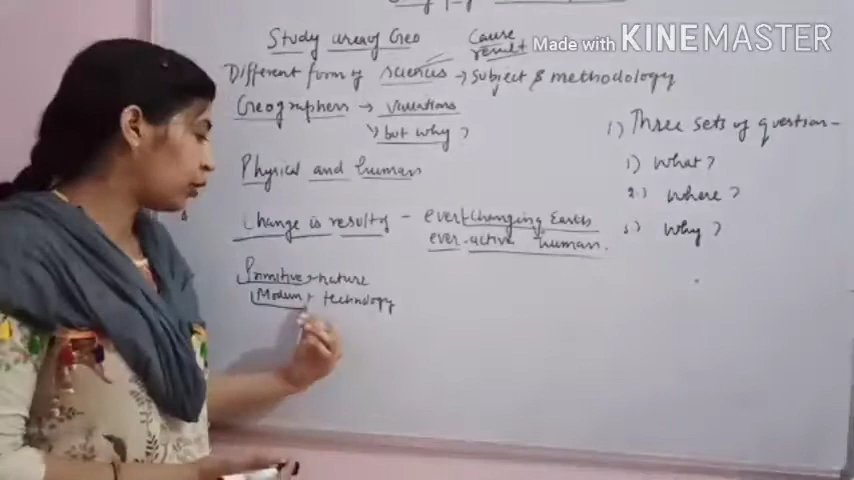 Study area of Geo
Cause
result
Made with KINEMASTER
Different form of sciences → subject & methodology
Geographers → variations
but why?
1) Three sets of question-
1) What?
2.) Where?
3) Why?
Physical and human
Change is result of - ever changing Earth
ever-active human.
Primitive → nature
Modern + technology